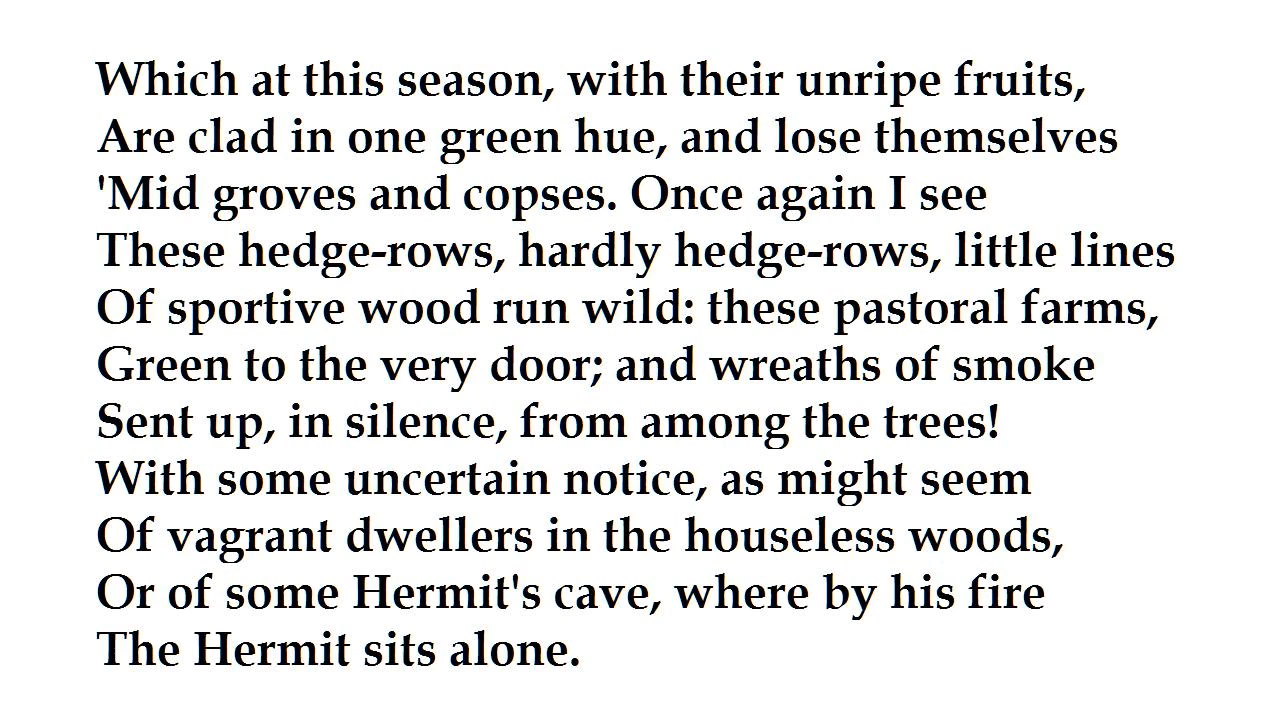 Which at this season, with their unripe fruits,
Are clad in one green hue, and lose themselves
'Mid groves and copses. Once again I see
These hedge-rows, hardly hedge-rows, little lines
Of sportive wood run wild: these pastoral farms,
Green to the very door; and wreaths of smoke
Sent up, in silence, from among the trees!
With some uncertain notice, as might seem
Of vagrant dwellers in the houseless woods,
Or of some Hermit's cave, where by his fire
The Hermit sits alone.